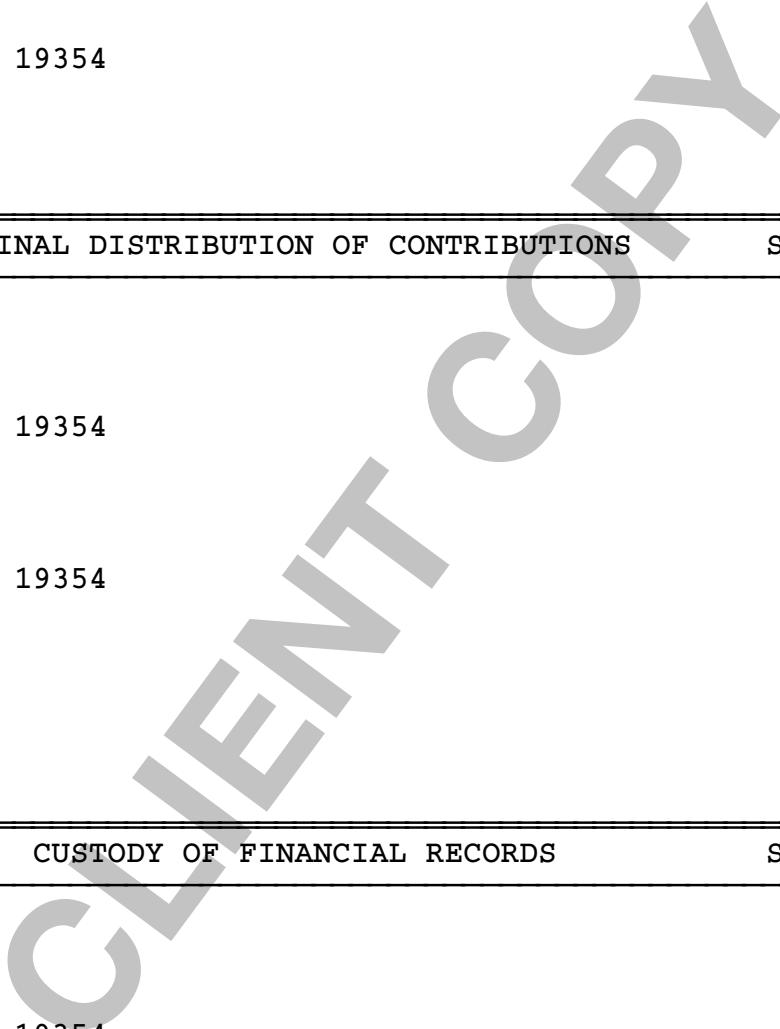 19354
INAL DISTRIBUTION OF CONTRIBUTIONS S
19354
19354
CUSTODY OF FINANCIAL RECORDS S
CLIENT COPY